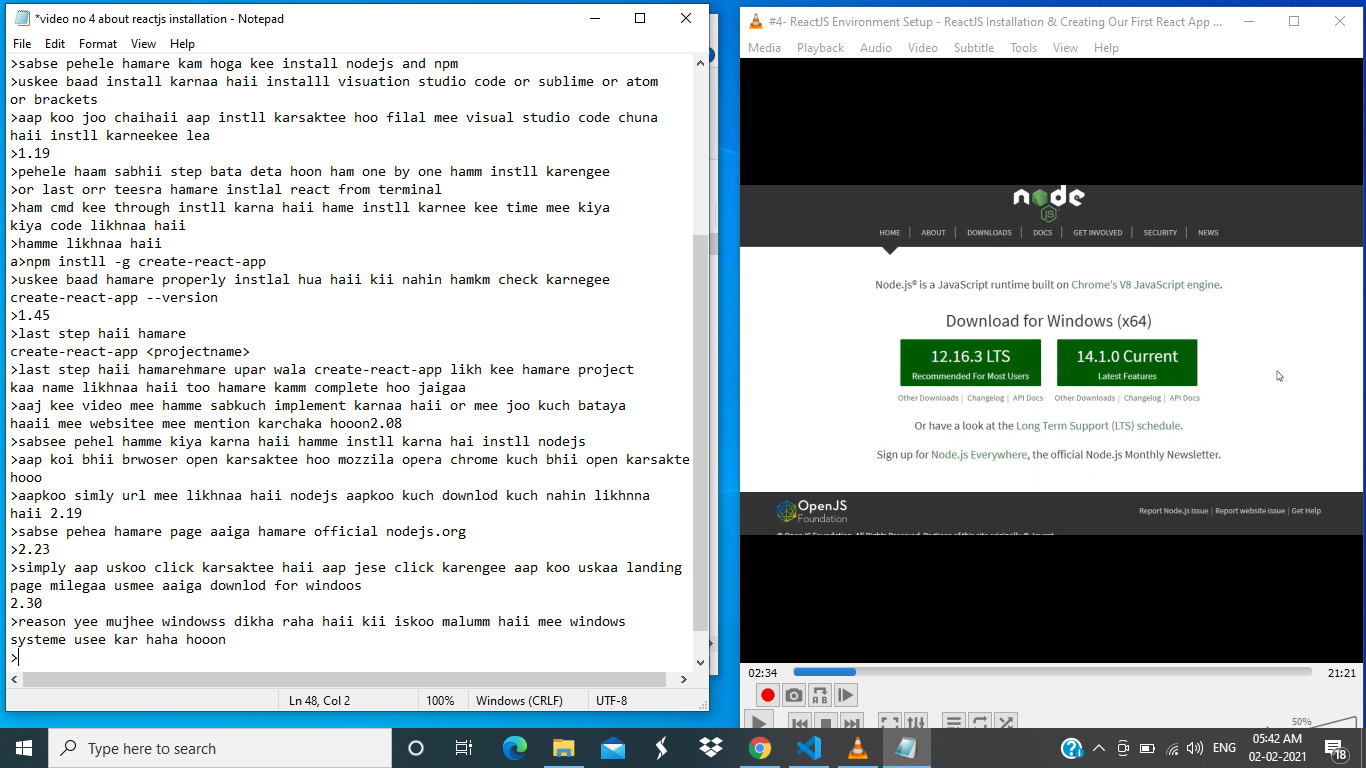 *video no 4 about reactjs installation - Notepad
File Edit Format View Help
>sabse pehele hamare kam hoga kee install nodejs and npm
>uskee baad install karnaa haii installl visuation studio code or sublime or atom
or brackets
>aap koo joo chaihaii aap instll karsaktee hoo filal mee visual studio code chuna
haii instll karneekee lea
>1.19
>pehele haam sabhii step bata deta hoon ham one by one hamm instll karengee
>or last orr teesra hamare instlal react from terminal
>ham cmd kee through instll karna haii hame instll karnee kee time mee kiya
kiya code likhnaa haii
>hamme likhnaa haii
a>npm instll -g create-react-app
>uskee baad hamare properly instlal hua haii kii nahin hamkm check karnegee
create-react-app --version
>1.45
>last step haii hamare
create-react-app <projectname>
>last step haii hamarehmare upar wala create-react-app likh kee hamare project
kaa name likhnaa haii too hamare kamm complete hoo jaigaa
>aaj kee video mee hamme sabkuch implement karnaa haii or mee joo kuch bataya
haaii mee websitee mee mention karchaka hooon2.08
>sabsee pehel hamme kiya karna haii hamme instll karna hai instll nodejs
>aap koi bhii brwoser open karsaktee hoo mozzila opera chrome kuch bhii open karsakte
hooo
>aapkoo simly url mee likhnaa haii nodejs aapkoo kuch downlod kuch nahin likhnna
haii 2.19
>sabse pehea hamare page aaiga hamare official nodejs.org
>2.23
>simply aap uskoo click karsaktee haii aap jese click karengee aap koo uskaa landing
page milegaa usmee aaiga downlod for windoos
2.30
>reason yee mujhee windowss dikha raha haii kii iskoo malumm haii mee windows
systeme usee kar haha hooon
>
Ln 48, Col 2 100% Windows (CRLF) UTF-8
#4- ReactJS Environment Setup - ReactJS Installation & Creating Our First React App ...
Media Playback Audio Video Subtitle Tools View Help
node
JS
HOME | ABOUT | DOWNLOADS | DOCS | GET INVOLVED | SECURITY | NEWS
Node.js® is a JavaScript runtime built on Chrome's V8 JavaScript engine.
Download for Windows (x64)
12.16.3 LTS
Recommended For Most Users
14.1.0 Current
Latest Features
Other Downloads | Changelog | API Docs
Other Downloads | Changelog | API Docs
Or have a look at the Long Term Support (LTS) schedule.
Sign up for Node.js Everywhere, the official Node.js Monthly Newsletter.
OpenJS
Foundation
Report Node.js issue | Report website issue | Get Help
02:34 21:21
A B
50%
Type here to search
ENG
05:42 AM
02-02-2021
18